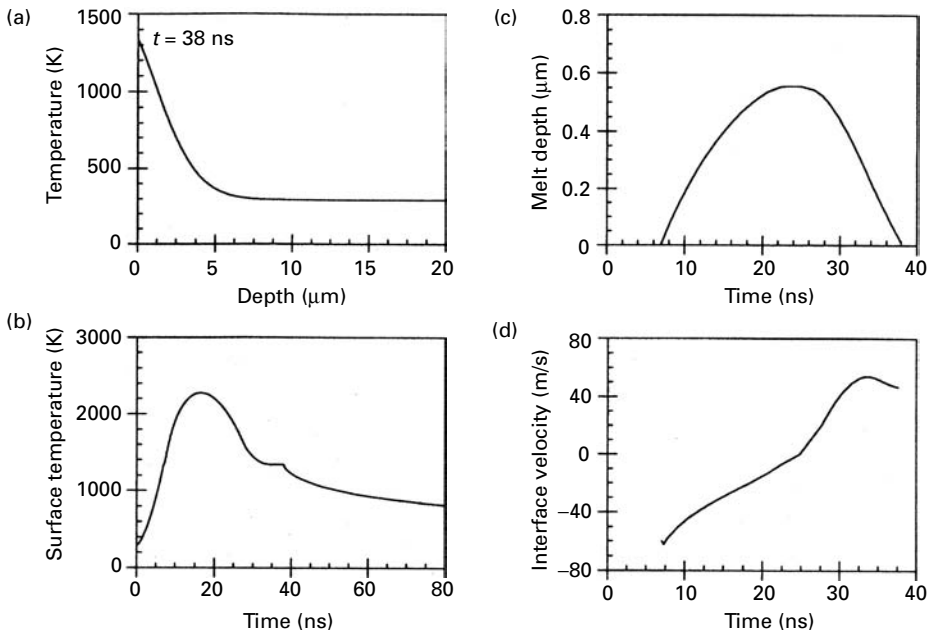 (a)
Temperature (K)
1500
1000
500
0
t = 38 ns
0 5 10 15 20
Depth (μm)
(b)
Surface temperature (K)
3000
2000
1000
0
0 20 40 60 80
Time (ns)
(c)
Melt depth (μm)
0.8
0.6
0.4
0.2
0
0 10 20 30 40
Time (ns)
(d)
Interface velocity (m/s)
80
40
0
−40
−80
0 10 20 30 40
Time (ns)